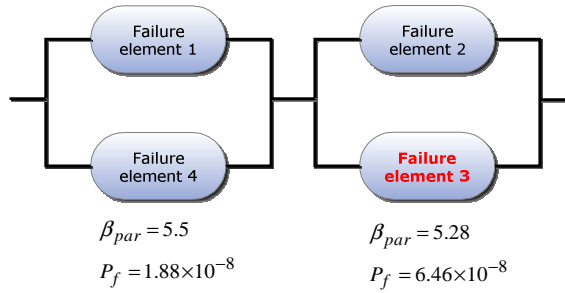 Failure
element 1
Failure
element 2
Failure
element 4
Failure
element 3
β_par = 5.5
P_f = 1.88×10^-8
β_par = 5.28
P_f = 6.46×10^-8